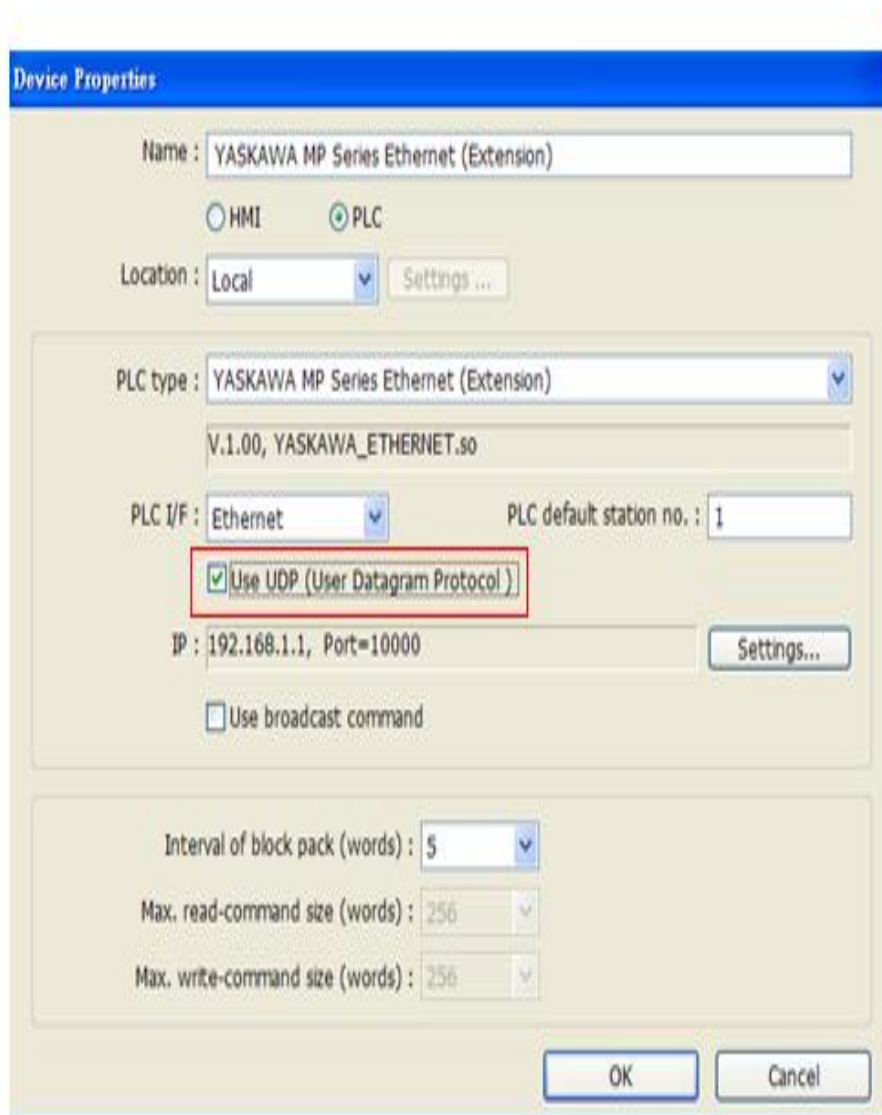 Device Properties
Name : YASKAWA MP Series Ethernet (Extension)
HMI PLC
Location : Local Settings ...
PLC type : YASKAWA MP Series Ethernet (Extension)
V.1.00, YASKAWA_ETHERNET.so
PLC I/F : Ethernet PLC default station no. : 1
Use UDP (User Datagram Protocol )
IP : 192.168.1.1, Port=10000 Settings...
Use broadcast command
Interval of block pack (words) : 5
Max. read-command size (words) : 256
Max. write-command size (words) : 256
OK Cancel